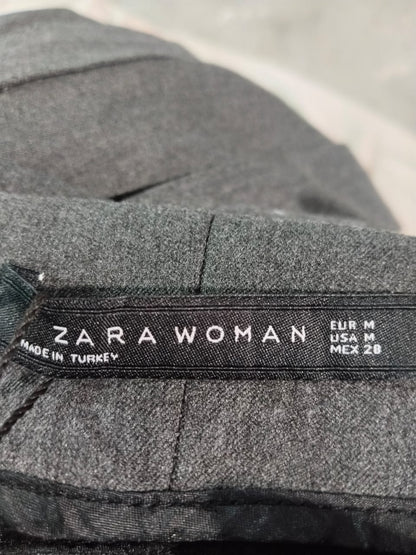 ZARA WOMAN
MADE IN TURKEY
EUR M
USA M
MEX 28